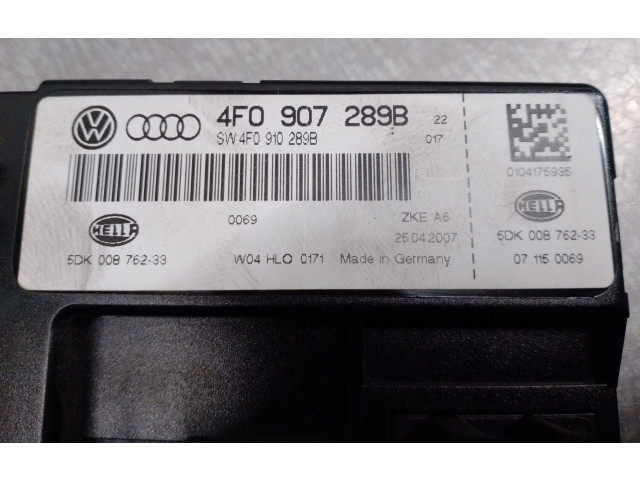 4F0 907 289B 22
SW 4F0 910 289B 017
0104175935
0069 ZKE A6
HELLA 25.04.2007 HELLA
5DK 008 762-33 W04 HLO 0171 Made in Germany 5DK 008 762-33
07 115 0069